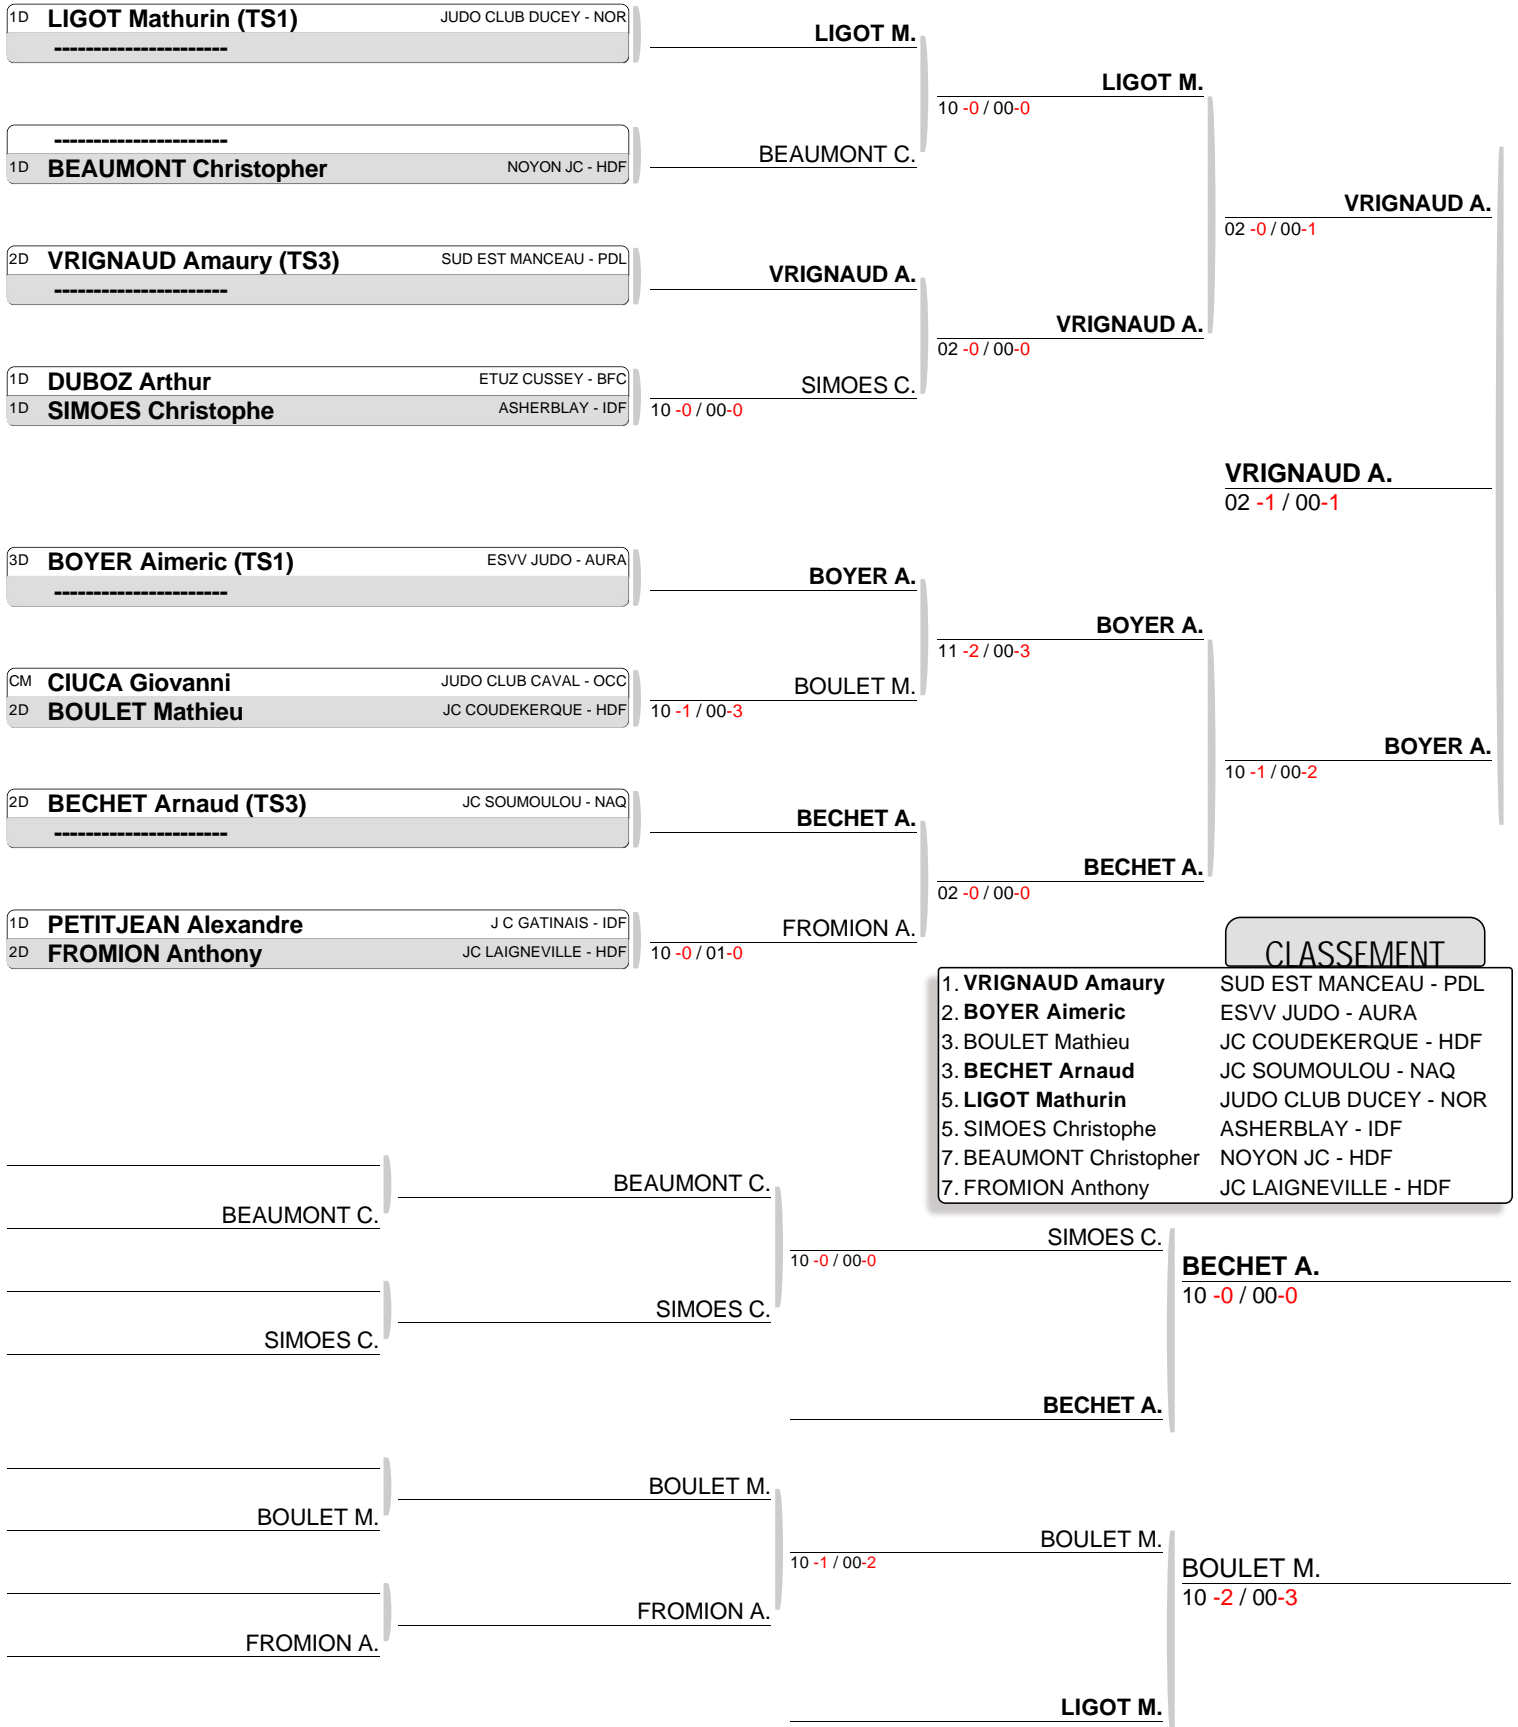 1D LIGOT Mathurin (TS1) JUDO CLUB DUCEY - NOR
----------------------
LIGOT M.
LIGOT M.
10 -0 / 00-0
----------------------
1D BEAUMONT Christopher NOYON JC - HDF
BEAUMONT C.
VRIGNAUD A.
02 -0 / 00-1
2D VRIGNAUD Amaury (TS3) SUD EST MANCEAU - PDL
----------------------
VRIGNAUD A.
VRIGNAUD A.
02 -0 / 00-0
1D DUBOZ Arthur ETUZ CUSSEY - BFC
1D SIMOES Christophe ASHERBLAY - IDF
SIMOES C.
10 -0 / 00-0
VRIGNAUD A.
02 -1 / 00-1
3D BOYER Aimeric (TS1) ESVV JUDO - AURA
----------------------
BOYER A.
BOYER A.
11 -2 / 00-3
CM CIUCA Giovanni JUDO CLUB CAVAL - OCC
2D BOULET Mathieu JC COUDEKERQUE - HDF
BOULET M.
10 -1 / 00-3
BOYER A.
10 -1 / 00-2
2D BECHET Arnaud (TS3) JC SOUMOULOU - NAQ
----------------------
BECHET A.
BECHET A.
02 -0 / 00-0
1D PETITJEAN Alexandre J C GATINAIS - IDF
2D FROMION Anthony JC LAIGNEVILLE - HDF
FROMION A.
10 -0 / 01-0
CLASSEMENT
1. VRIGNAUD Amaury SUD EST MANCEAU - PDL
2. BOYER Aimeric ESVV JUDO - AURA
3. BOULET Mathieu JC COUDEKERQUE - HDF
3. BECHET Arnaud JC SOUMOULOU - NAQ
5. LIGOT Mathurin JUDO CLUB DUCEY - NOR
5. SIMOES Christophe ASHERBLAY - IDF
7. BEAUMONT Christopher NOYON JC - HDF
7. FROMION Anthony JC LAIGNEVILLE - HDF
BEAUMONT C.
BEAUMONT C.
SIMOES C.
10 -0 / 00-0
BECHET A.
10 -0 / 00-0
SIMOES C.
SIMOES C.
BECHET A.
BOULET M.
BOULET M.
BOULET M.
10 -1 / 00-2
BOULET M.
10 -2 / 00-3
FROMION A.
FROMION A.
LIGOT M.